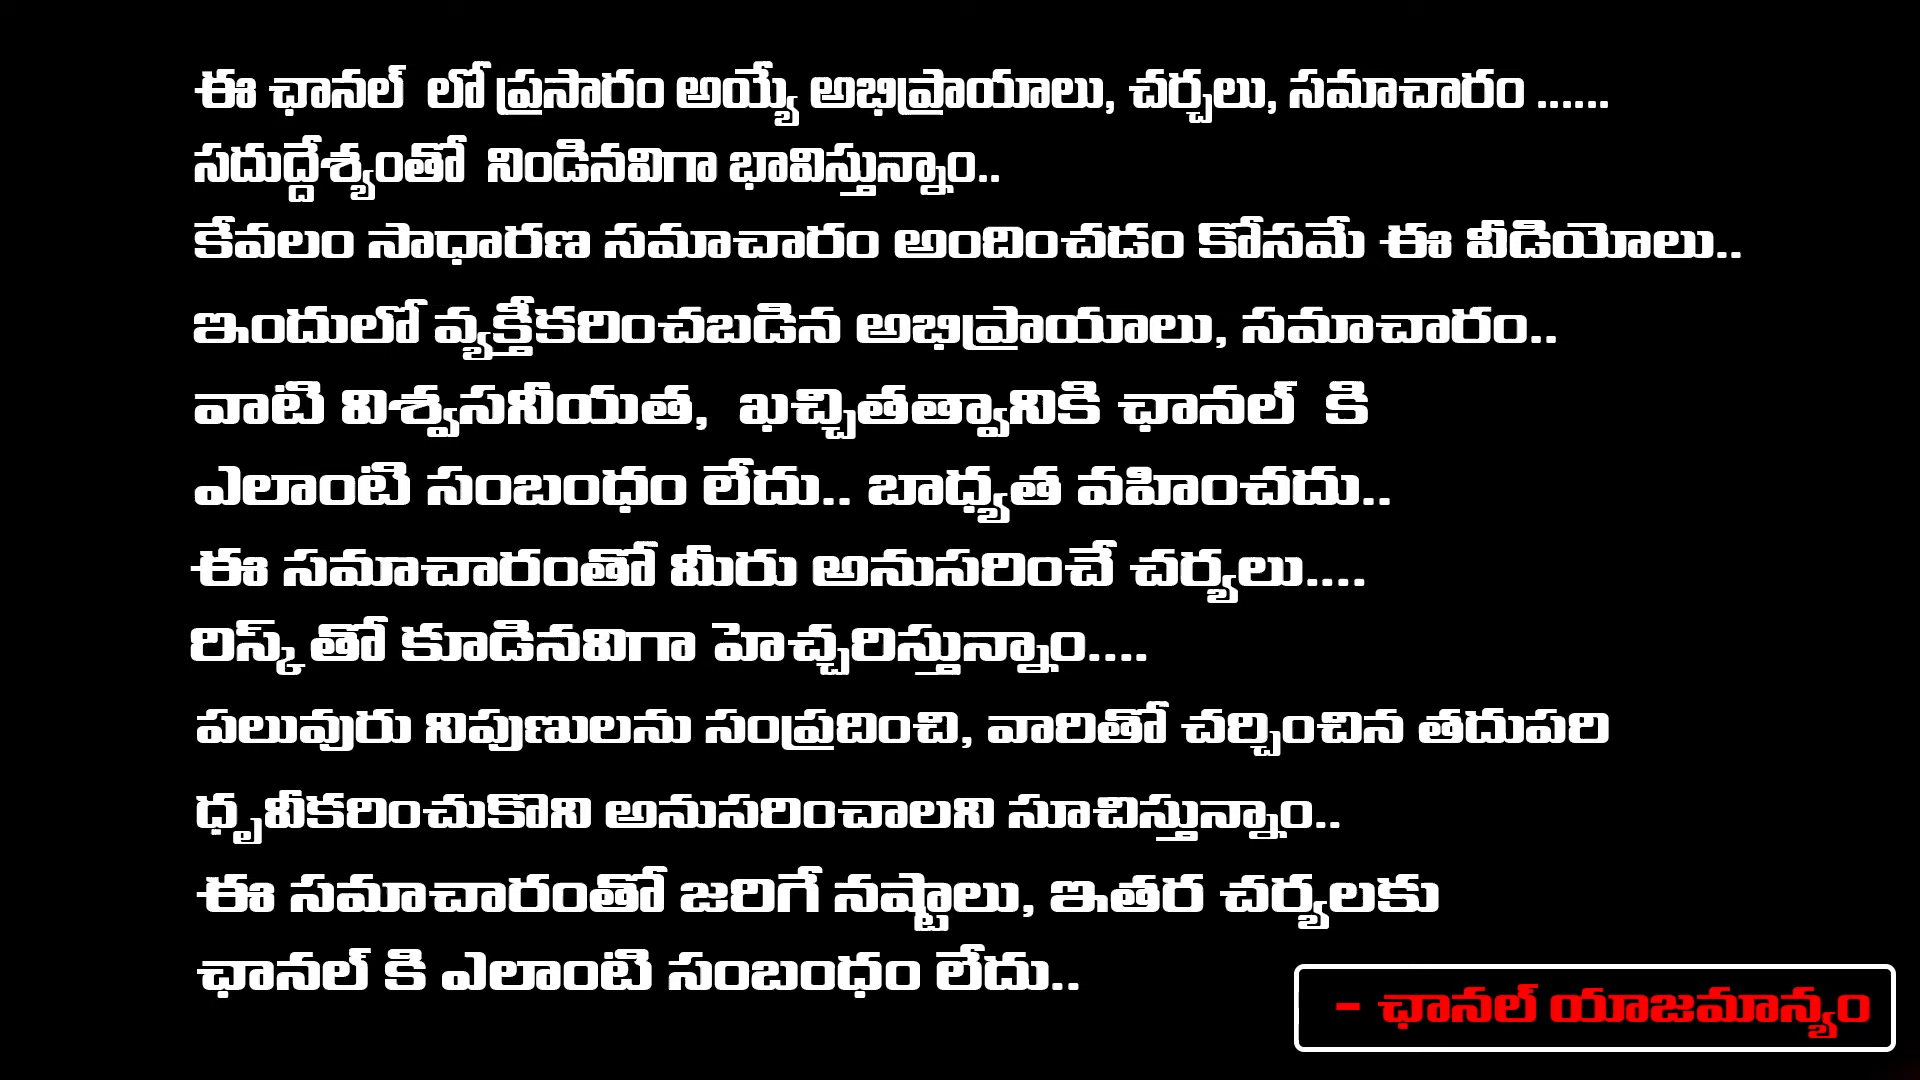 ఈ ఛానల్ లో ప్రసారం అయ్యే అభిప్రాయాలు, చర్చలు, సమాచారం ......
సదుద్దేశ్యంతో నిండినవిగా భావిస్తున్నాం..
కేవలం సాధారణ సమాచారం అందించడం కోసమే ఈ వీడియోలు..
ఇందులో వ్యక్తీకరించబడిన అభిప్రాయాలు, సమాచారం..
వాటి విశ్వసనీయత, ఖచ్చితత్వానికి ఛానల్ కి
ఎలాంటి సంబంధం లేదు.. బాధ్యత వహించదు..
ఈ సమాచారంతో మీరు అనుసరించే చర్యలు....
రిస్క్ తో కూడినవిగా హెచ్చరిస్తున్నాం....
పలువురు నిపుణులను సంప్రదించి, వారితో చర్చించిన తదుపరి
ధృవీకరించుకొని అనుసరించాలని సూచిస్తున్నాం..
ఈ సమాచారంతో జరిగే నష్టాలు, ఇతర చర్యలకు
ఛానల్ కి ఎలాంటి సంబంధం లేదు..
- ఛానల్ యాజమాన్యం